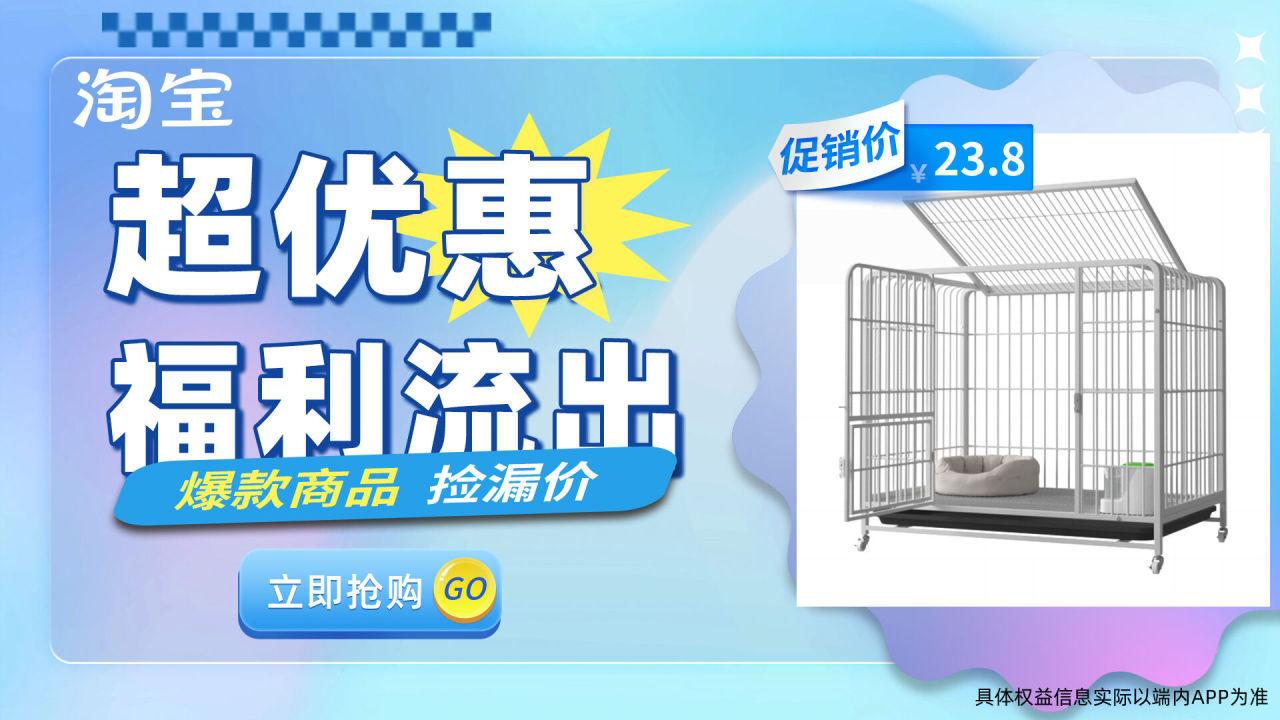 淘宝
超优惠
福利流出
爆款商品 捡漏价
立即抢购 GO
促销价
¥ 23.8
具体权益信息实际以端内APP为准